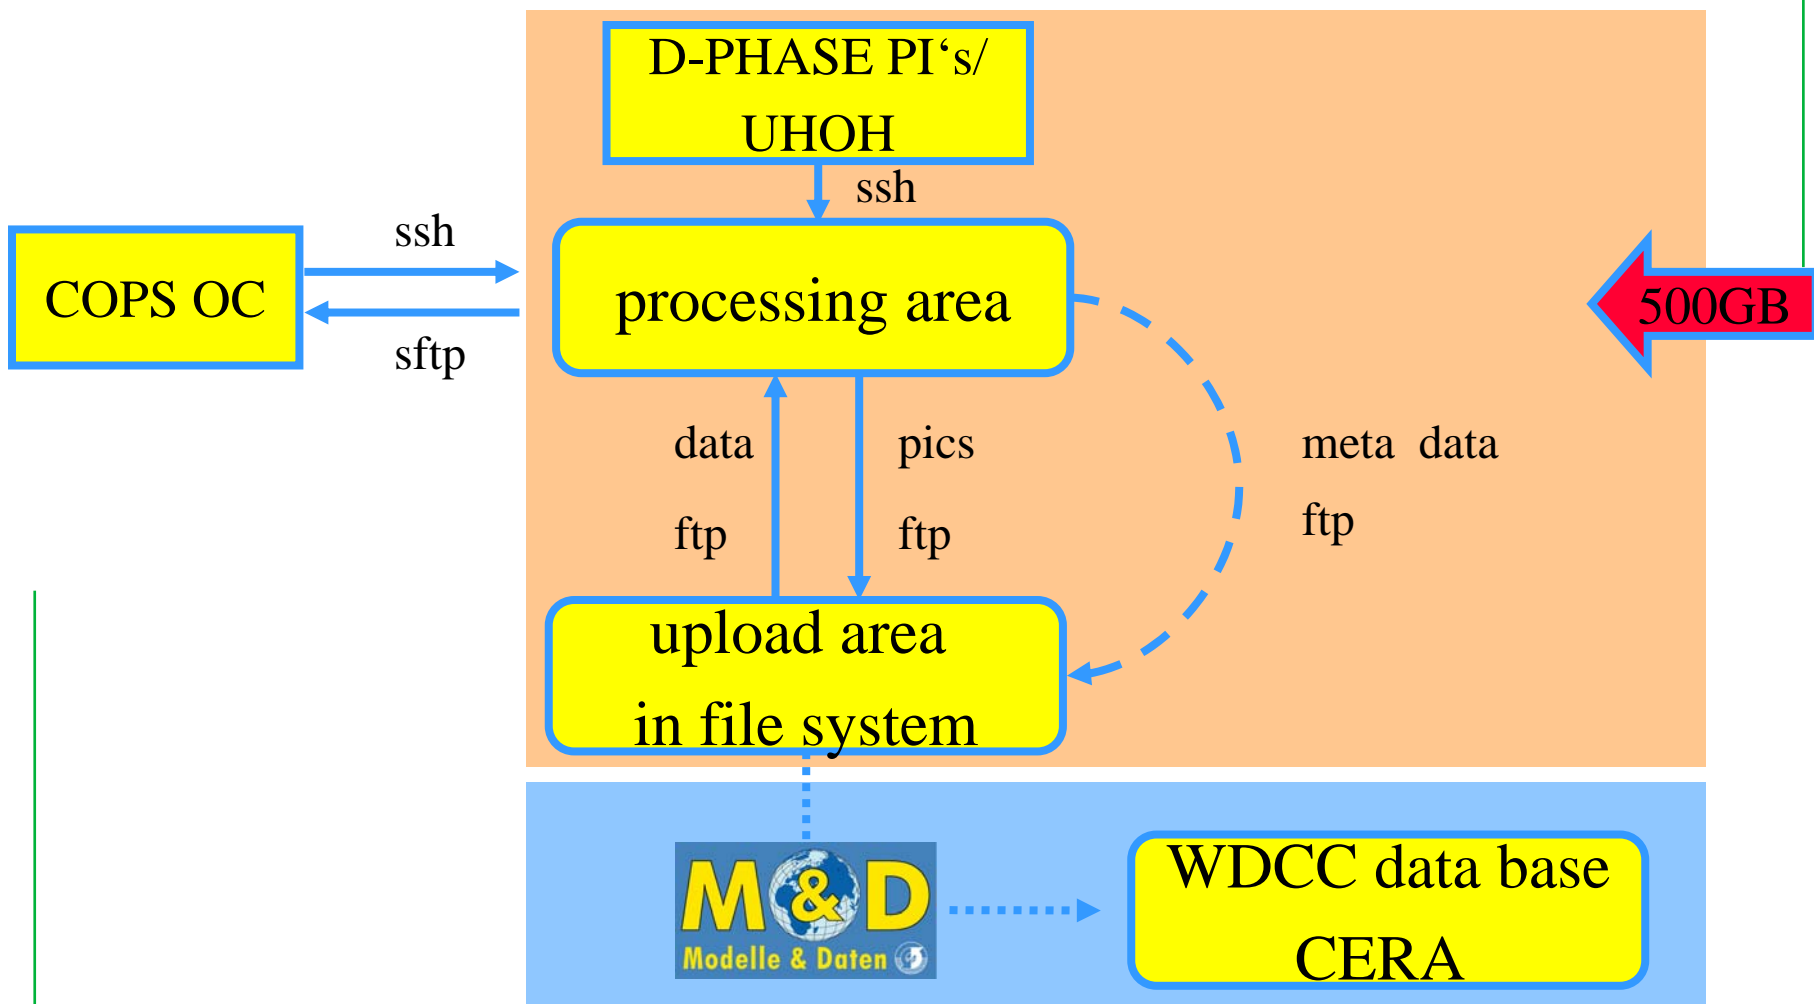 D-PHASE PI‘s/
UHOH
ssh
ssh
COPS OC
sftp
processing area
500GB
data
ftp
pics
ftp
meta data
ftp
upload area
in file system
M&D
Modelle & Daten
WDCC data base
CERA